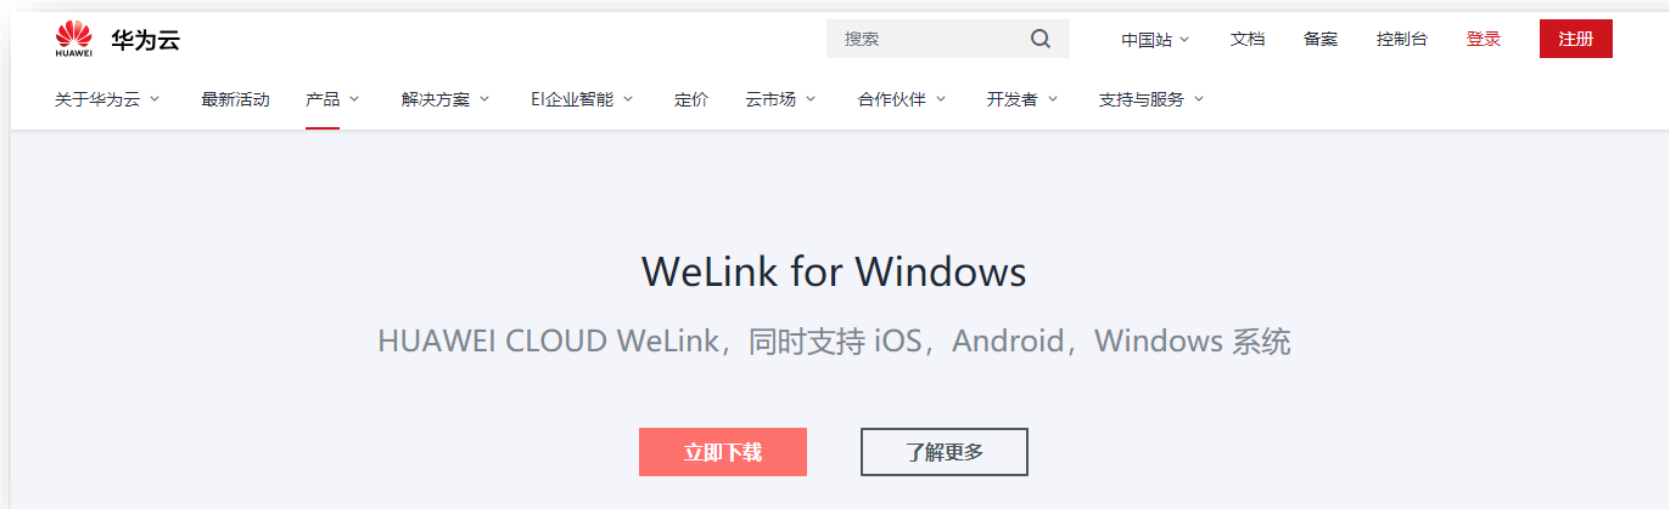 HUAWEI 华为云 搜索 中国站 文档 备案 控制台 登录 注册
关于华为云 最新活动 产品 解决方案 EI企业智能 定价 云市场 合作伙伴 开发者 支持与服务
WeLink for Windows
HUAWEI CLOUD WeLink，同时支持 iOS，Android，Windows 系统
立即下载 了解更多